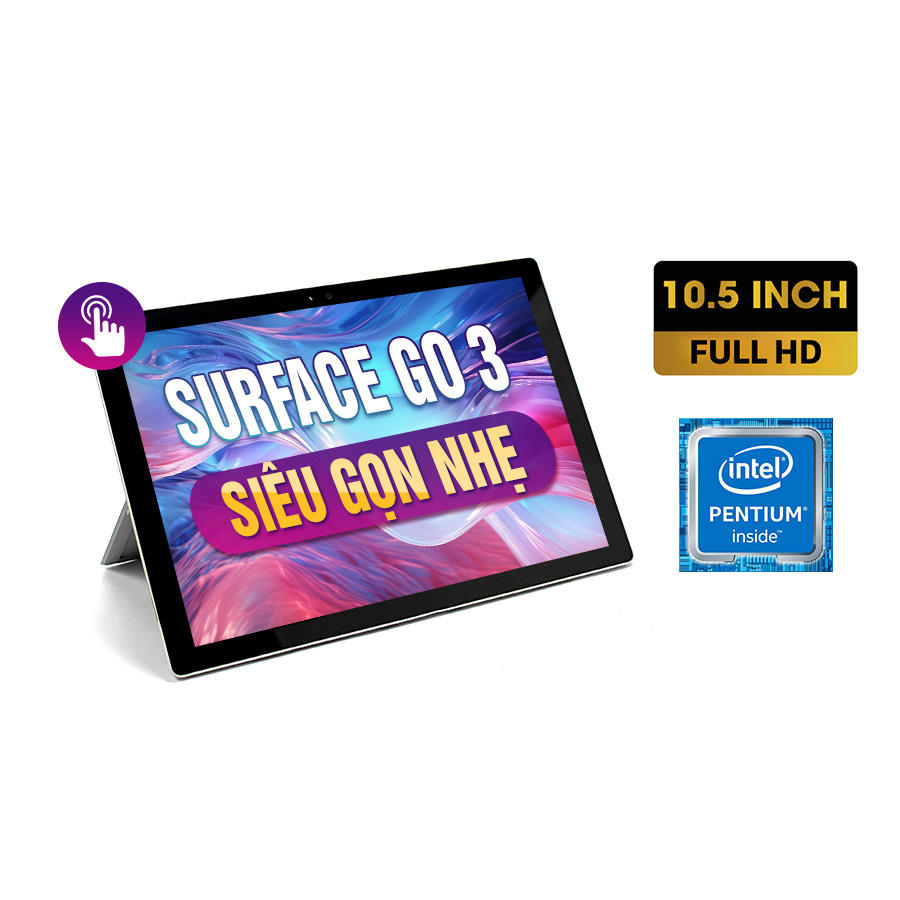 SURFACE GO 3
SIÊU GỌN NHẸ
10.5 INCH
FULL HD
intel®
PENTIUM®
inside™